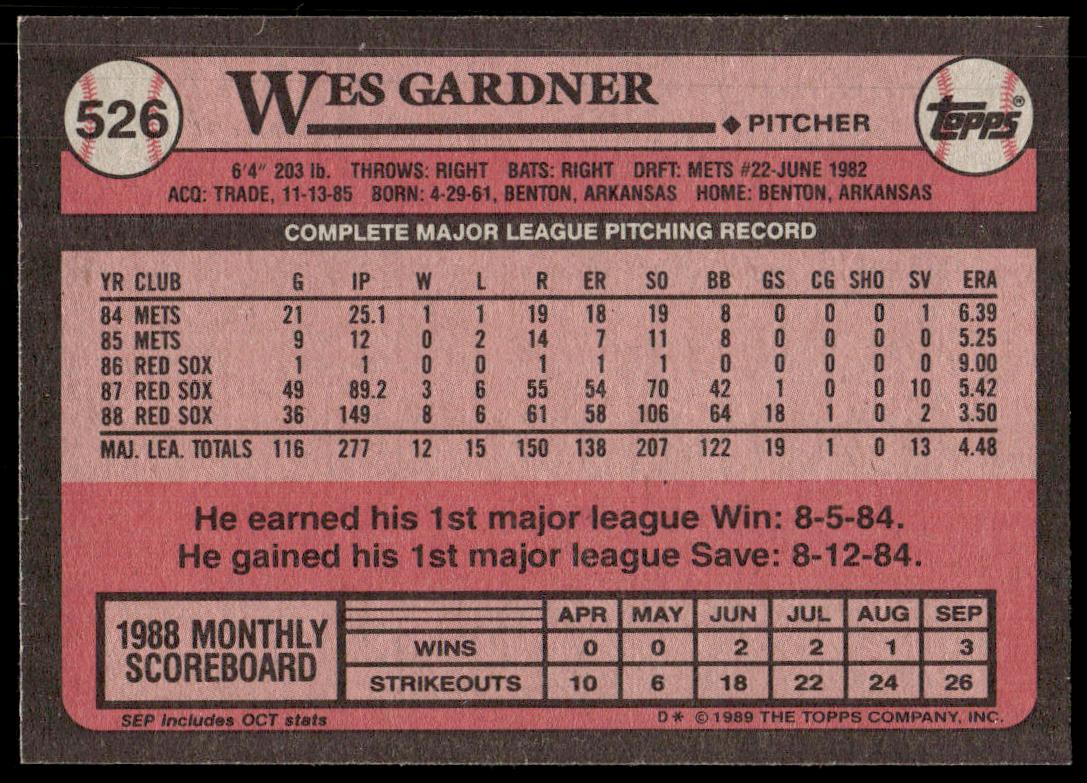 526
WES GARDNER
◆ PITCHER
TOPPS®
6'4" 203 lb. THROWS: RIGHT BATS: RIGHT DRFT: METS #22-JUNE 1982
ACQ: TRADE, 11-13-85 BORN: 4-29-61, BENTON, ARKANSAS HOME: BENTON, ARKANSAS
COMPLETE MAJOR LEAGUE PITCHING RECORD
YR CLUB G IP W L R ER SO BB GS CG SHO SV ERA
84 METS 21 25.1 1 1 19 18 19 8 0 0 0 1 6.39
85 METS 9 12 0 2 14 7 11 8 0 0 0 0 5.25
86 RED SOX 1 1 0 0 1 1 1 0 0 0 0 0 9.00
87 RED SOX 49 89.2 3 6 55 54 70 42 1 0 0 10 5.42
88 RED SOX 36 149 8 6 61 58 106 64 18 1 0 2 3.50
MAJ. LEA. TOTALS 116 277 12 15 150 138 207 122 19 1 0 13 4.48
He earned his 1st major league Win: 8-5-84.
He gained his 1st major league Save: 8-12-84.
1988 MONTHLY
SCOREBOARD
APR MAY JUN JUL AUG SEP
WINS 0 0 2 2 1 3
STRIKEOUTS 10 6 18 22 24 26
SEP includes OCT stats
D* © 1989 THE TOPPS COMPANY, INC.